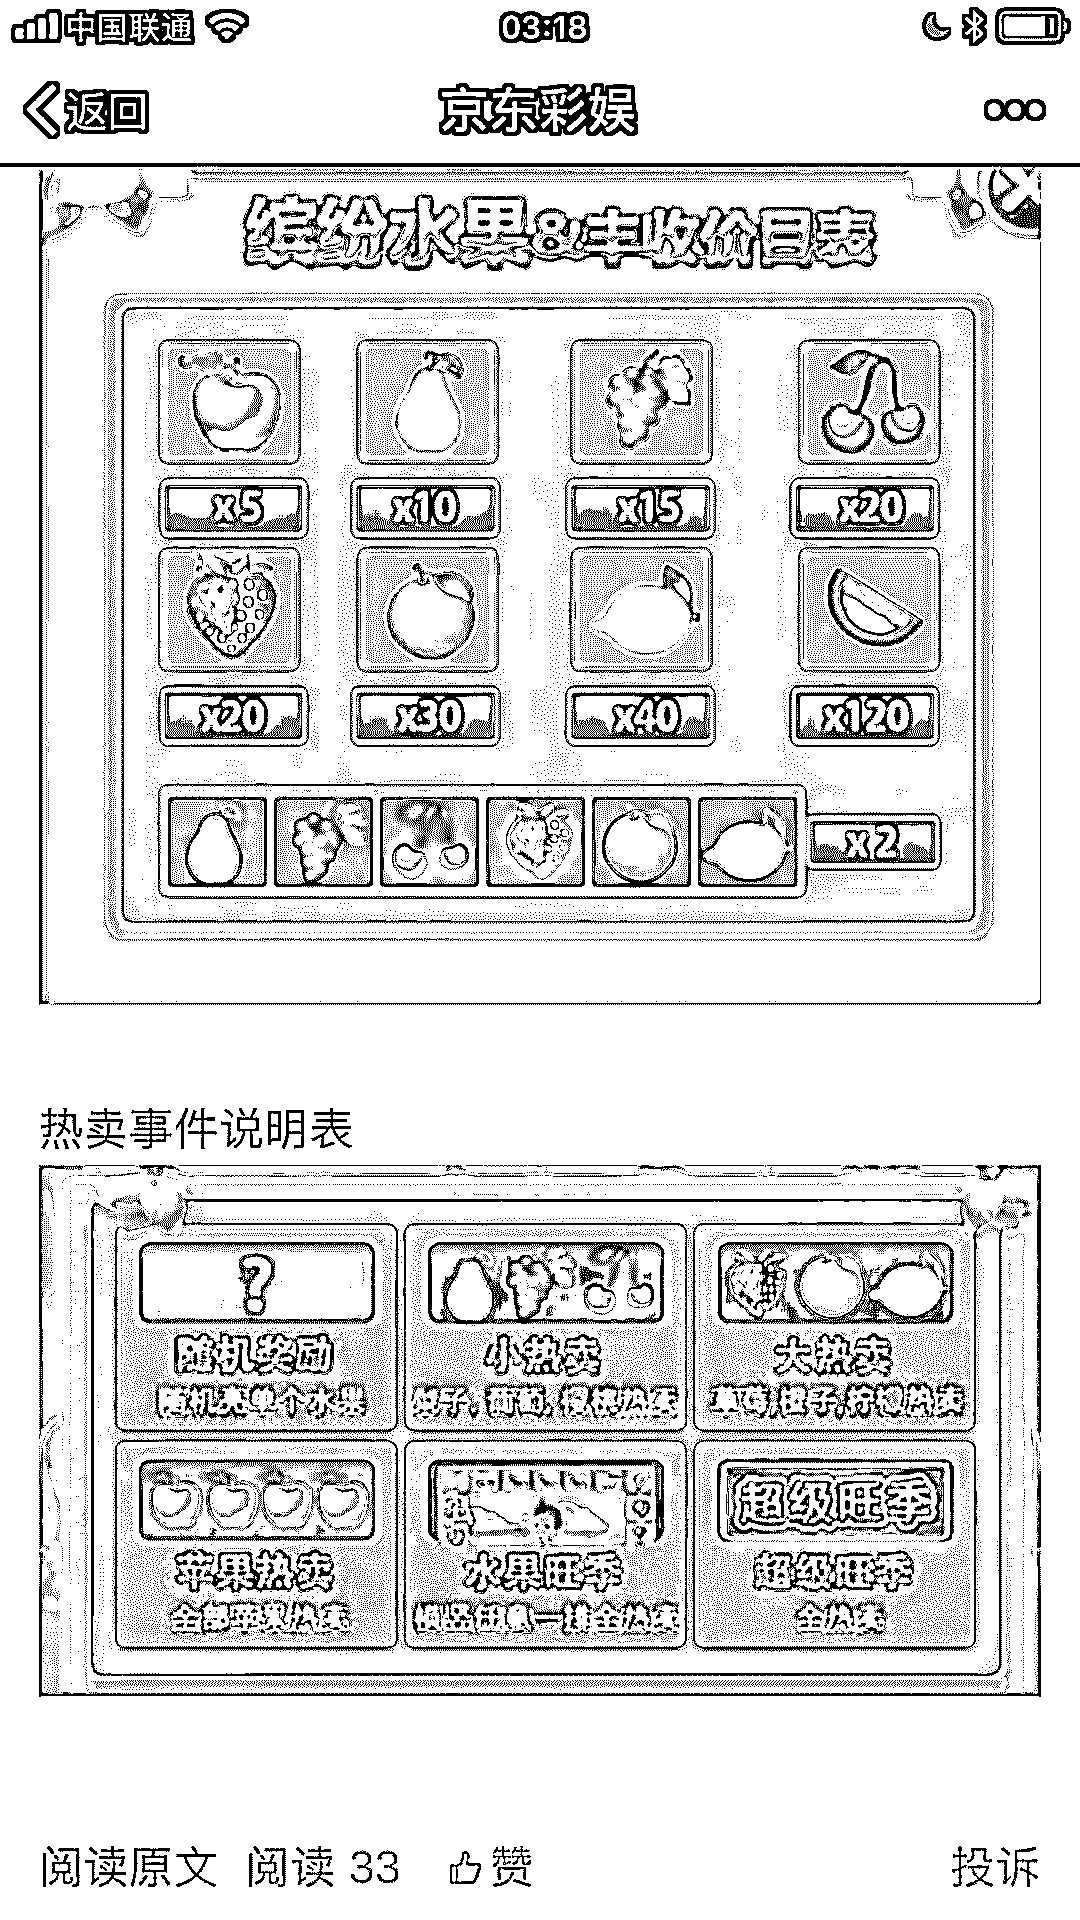 中国联通 03:18
返回 京东彩娱
缤纷水果&丰收价目表
x5 x10 x15 x20
x20 x30 x40 x120
x2
热卖事件说明表
?
随机奖励 小热卖 大热卖
随机亮单个水果 梨子,葡萄,樱桃热卖 草莓,橙子,柠檬热卖
超级旺季
苹果热卖 水果旺季 超级旺季
全部苹果热卖 一排全热卖 全热卖
阅读原文 阅读 33 赞 投诉